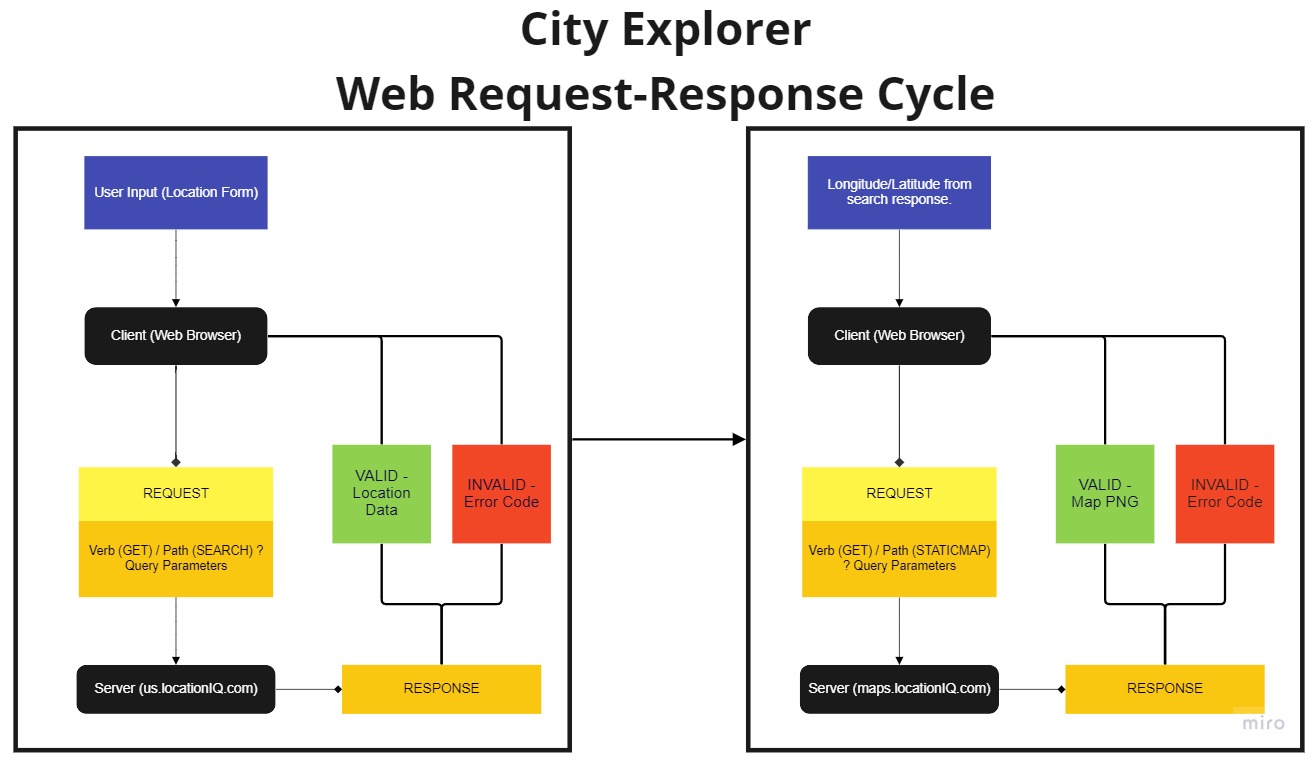 City Explorer
Web Request-Response Cycle
User Input (Location Form)
Client (Web Browser)
REQUEST
Verb (GET) / Path (SEARCH) ?
Query Parameters
Server (us.locationIQ.com)
VALID -
Location
Data
INVALID -
Error Code
RESPONSE
Longitude/Latitude from
search response.
Client (Web Browser)
REQUEST
Verb (GET) / Path (STATICMAP)
? Query Parameters
Server (maps.locationIQ.com)
VALID -
Map PNG
INVALID -
Error Code
RESPONSE
miro